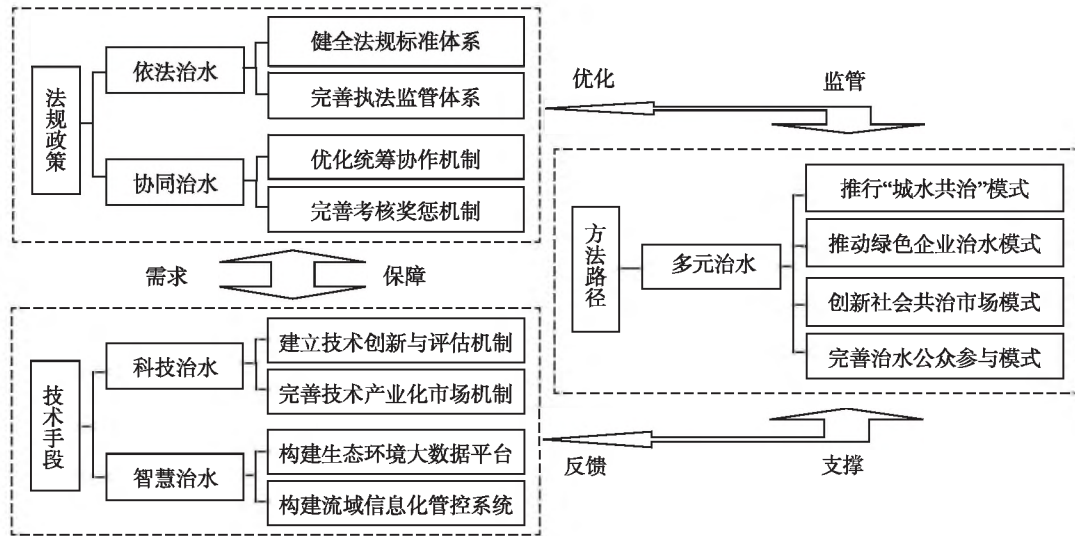 法规政策
依法治水
健全法规标准体系
完善执法监管体系
协同治水
优化统筹协作机制
完善考核奖惩机制
优化
监管
需求
保障
方法路径
多元治水
推行“城水共治”模式
推动绿色企业治水模式
创新社会共治市场模式
完善治水公众参与模式
技术手段
科技治水
建立技术创新与评估机制
完善技术产业化市场机制
智慧治水
构建生态环境大数据平台
构建流域信息化管控系统
反馈
支撑